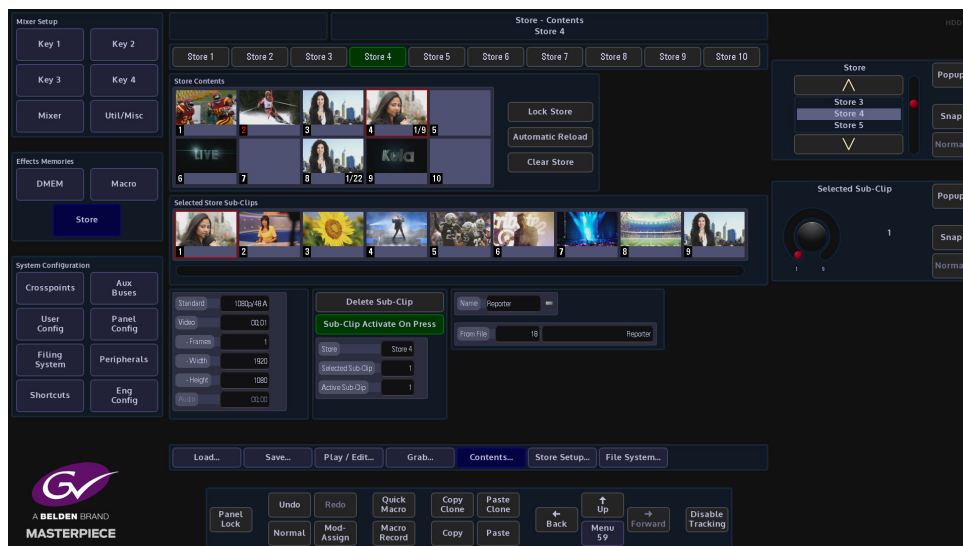 Mixer Setup
Key 1
Key 2
Key 3
Key 4
Mixer
Util/Misc
Effects Memories
DMEM
Macro
Store
System Configuration
Crosspoints
Aux
Buses
User
Config
Panel
Config
Filing
System
Peripherals
Shortcuts
Eng
Config
GV
A BELDEN BRAND
MASTERPIECE
Store - Contents
Store 4
Store 1
Store 2
Store 3
Store 4
Store 5
Store 6
Store 7
Store 8
Store 9
Store 10
Store Contents
1
2
3
4
1/9
5
LIVE
Kula
6
7
8
1/22
9
10
Lock Store
Automatic Reload
Clear Store
Selected Store Sub-Clips
1
2
3
4
5
6
7
8
9
Standard
1080p/48 A
Video
00:01
- Frames
1
- Width
1920
- Height
1080
Audio
00:00
Delete Sub-Clip
Sub-Clip Activate On Press
Store
Store 4
Selected Sub-Clip
1
Active Sub-Clip
1
Name
Reporter
From File
18
Reporter
Load...
Save...
Play / Edit...
Grab...
Contents...
Store Setup...
File System...
Panel
Lock
Undo
Redo
Normal
Mod-
Assign
Quick
Macro
Macro
Record
Copy
Clone
Paste
Clone
Copy
Paste
Back
Up
Menu
59
Forward
Disable
Tracking
HDD
Store
Store 3
Store 4
Store 5
Popup
Snap
Norma
Selected Sub-Clip
1
1
9
Popup
Snap
Norma